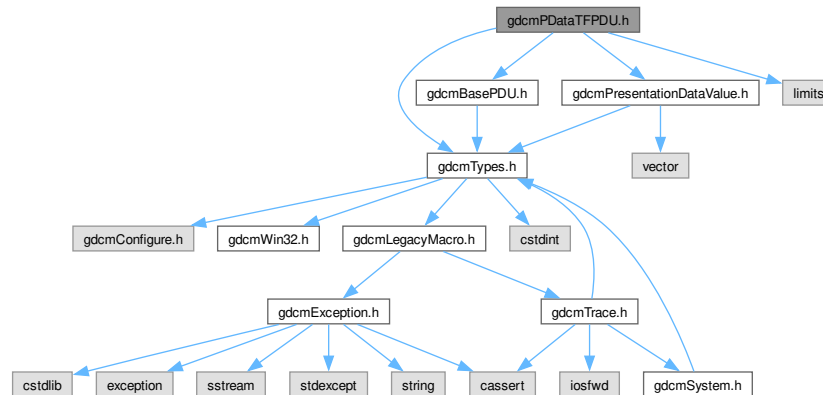 gdcmPDataTFPDU.h
gdcmBasePDU.h
gdcmPresentationDataValue.h
limits
gdcmTypes.h
vector
gdcmConfigure.h
gdcmWin32.h
gdcmLegacyMacro.h
cstdint
gdcmException.h
gdcmTrace.h
cstdlib
exception
sstream
stdexcept
string
cassert
iosfwd
gdcmSystem.h